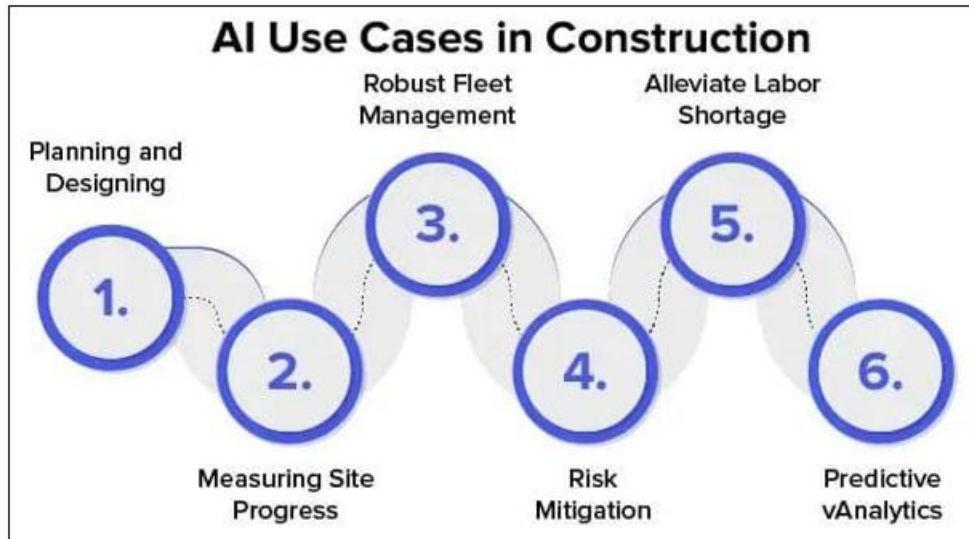 AI Use Cases in Construction
Planning and
Designing
1.
2.
Measuring Site
Progress
Robust Fleet
Management
3.
4.
Risk
Mitigation
Alleviate Labor
Shortage
5.
6.
Predictive
vAnalytics